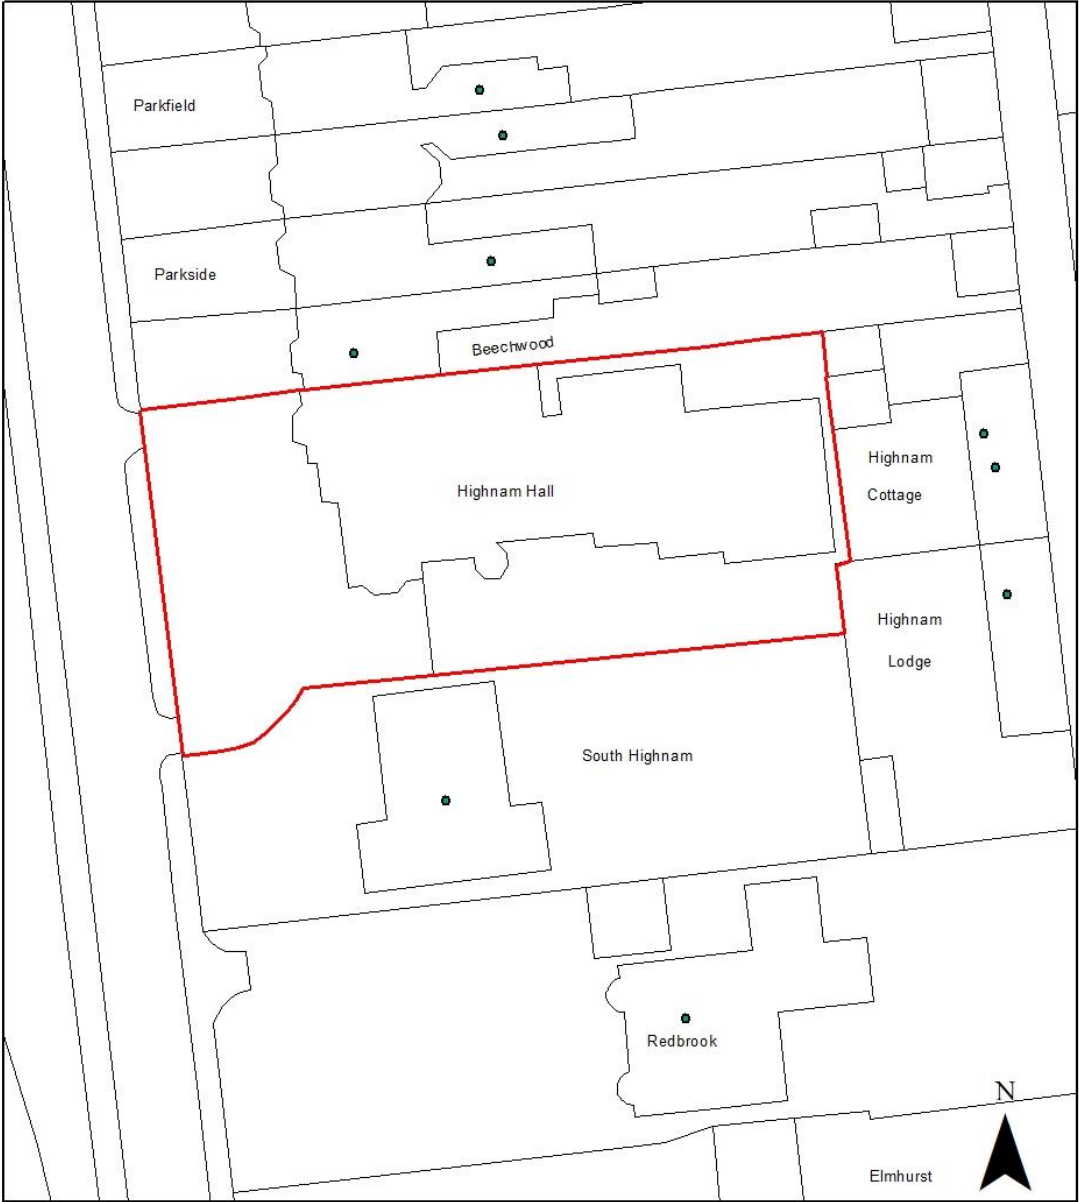 Parkfield
Parkside
Beechwood
Highnam Hall
Highnam
Cottage
Highnam
Lodge
South Highnam
Redbrook
N
Elmhurst